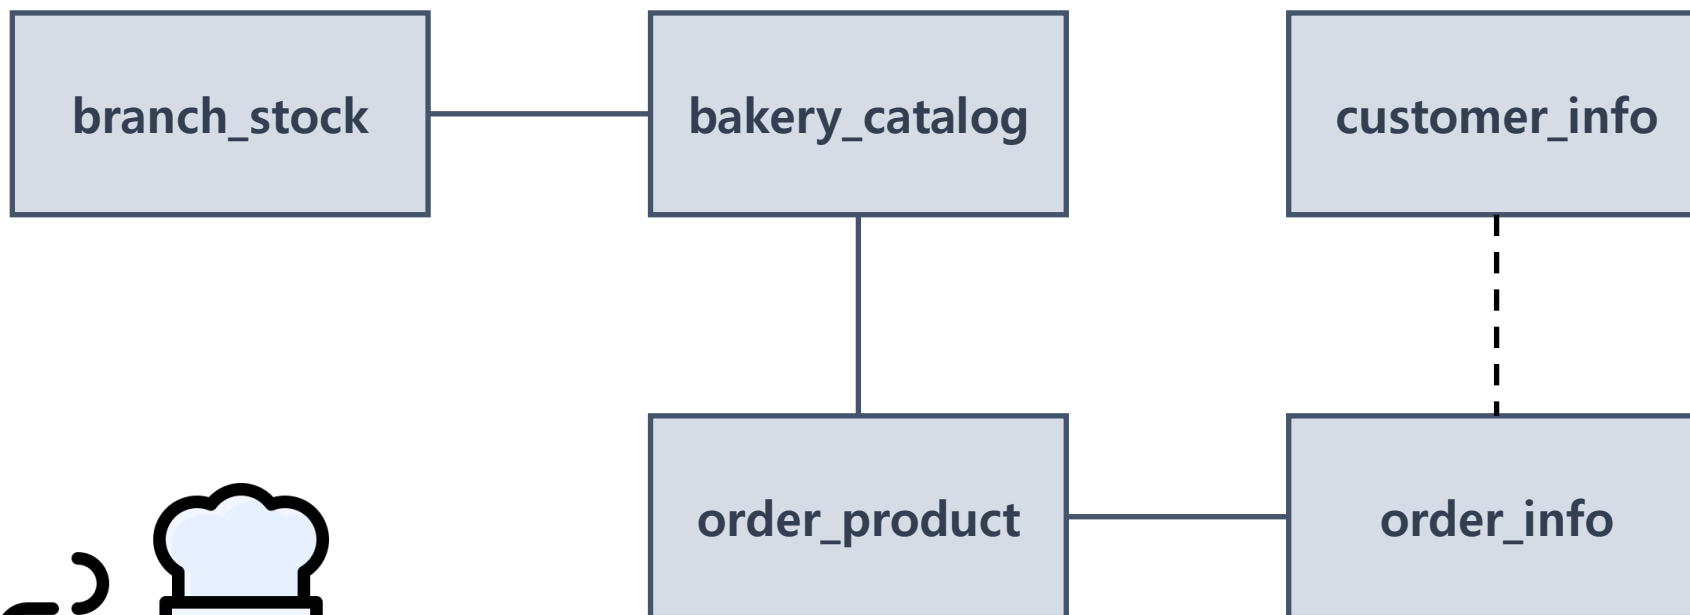 branch_stock
bakery_catalog
customer_info
order_product
order_info